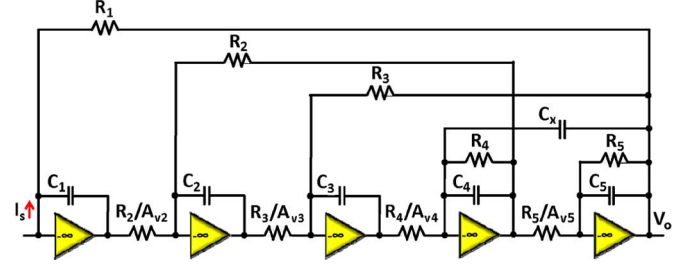 R₁
R₂
R₃
Cₓ
R₄
R₅
C₁
C₂
C₃
C₄
C₅
Iₛ
R₂/Aᵥ₂
R₃/Aᵥ₃
R₄/Aᵥ₄
R₅/Aᵥ₅
Vₒ
-∞
-∞
-∞
-∞
-∞